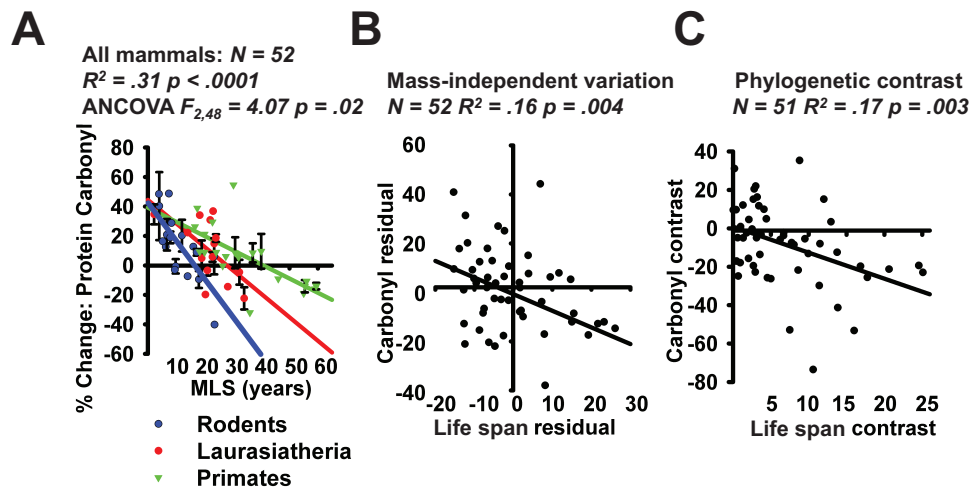 A
All mammals: N = 52
R² = .31 p < .0001
ANCOVA F2,48 = 4.07 p = .02
% Change: Protein Carbonyl
80
60
40
20
0
-20
-40
-60
10 20 30 40 50 60
MLS (years)
Rodents
Laurasiatheria
Primates
B
Mass-independent variation
N = 52 R² = .16 p = .004
Carbonyl residual
60
40
20
0
-20
-40
-20 -10 0 10 20 30
Life span residual
C
Phylogenetic contrast
N = 51 R² = .17 p = .003
Carbonyl contrast
40
20
0
-20
-40
-60
-80
5 10 15 20 25
Life span contrast